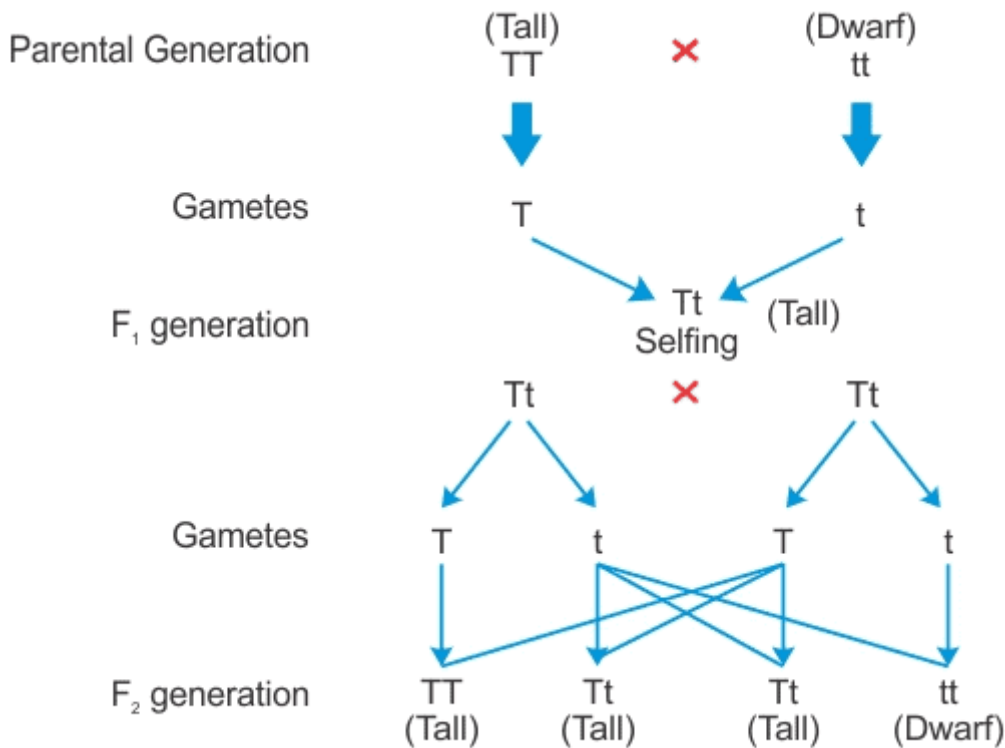 (Tall) (Dwarf)
Parental Generation TT × tt
Gametes T t
F₁ generation Tt (Tall)
Selfing
Tt × Tt
Gametes T t T t
F₂ generation TT Tt Tt tt
(Tall) (Tall) (Tall) (Dwarf)